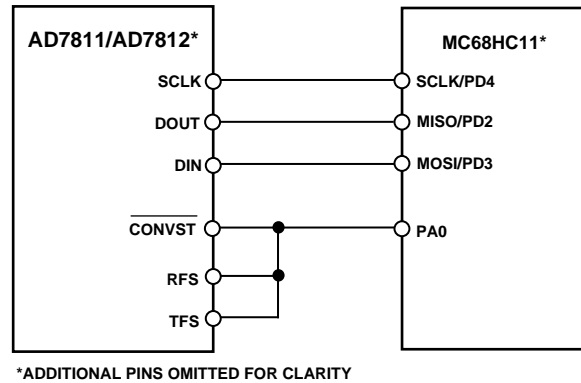 AD7811/AD7812*
MC68HC11*
SCLK
SCLK/PD4
DOUT
MISO/PD2
DIN
MOSI/PD3
CONVST
PA0
RFS
TFS
*ADDITIONAL PINS OMITTED FOR CLARITY